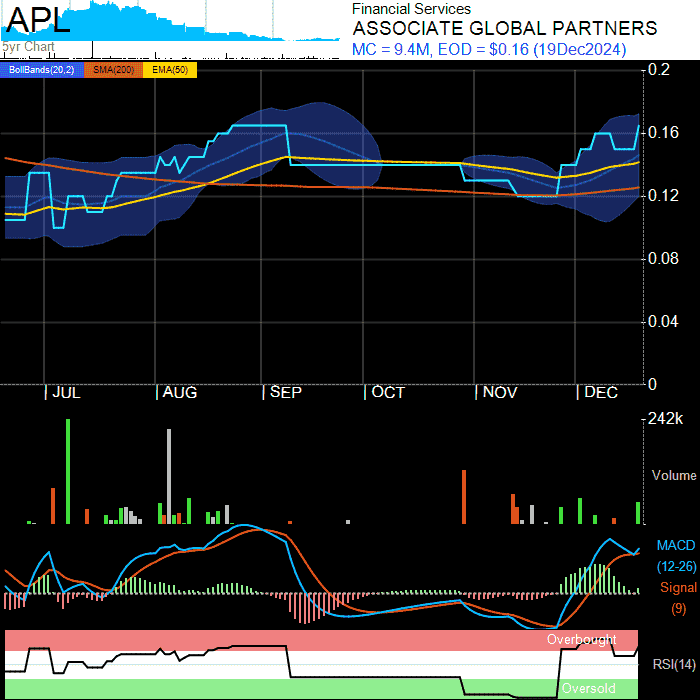 APL
5yr Chart
Financial Services
ASSOCIATE GLOBAL PARTNERS
MC = 9.4M, EOD = $0.16 (19Dec2024)
BollBands(20,2) SMA(200) EMA(50)
0.2
0.16
0.12
0.08
0.04
0
JUL AUG SEP OCT NOV DEC
242k
Volume
MACD
(12-26)
Signal
(9)
Overbought
RSI(14)
Oversold